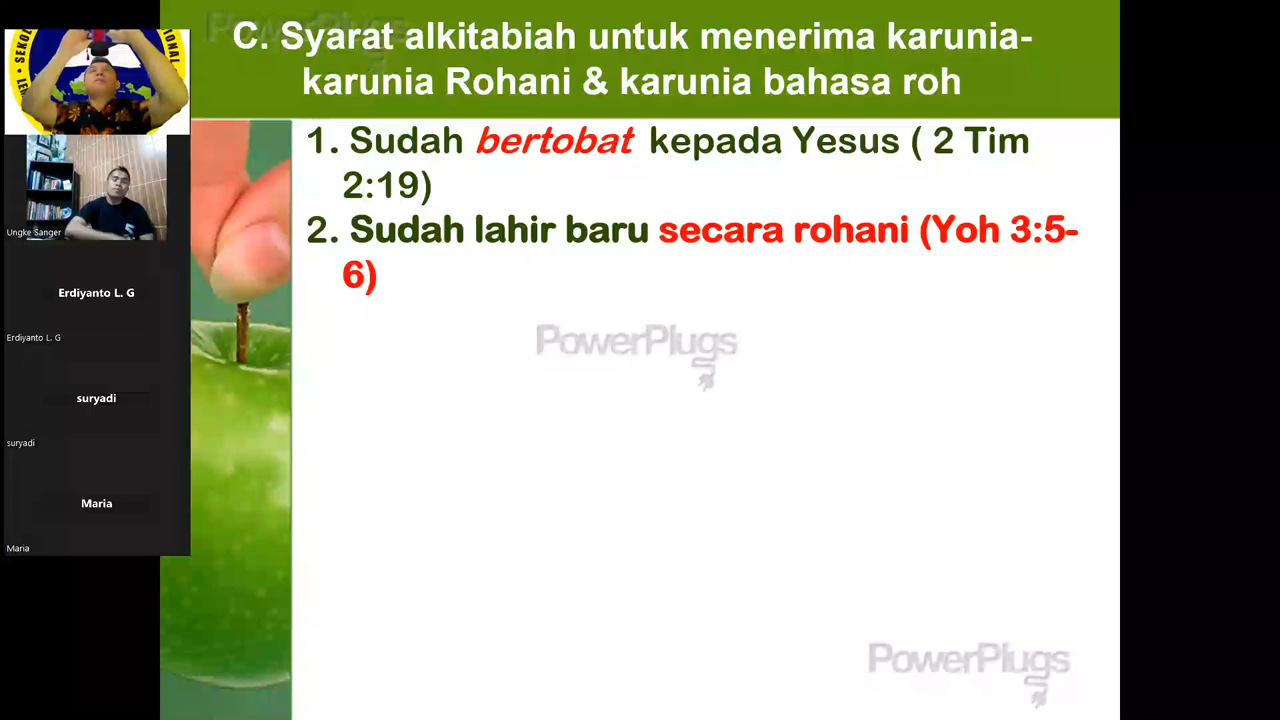 C. Syarat alkitabiah untuk menerima karunia-
karunia Rohani & karunia bahasa roh
1. Sudah bertobat kepada Yesus ( 2 Tim
2:19)
2. Sudah lahir baru secara rohani (Yoh 3:5-
6)
PowerPlugs
PowerPlugs
PowerPlugs
Ungke Sanger
Erdiyanto L. G
Erdiyanto L. G
suryadi
suryadi
Maria
Maria